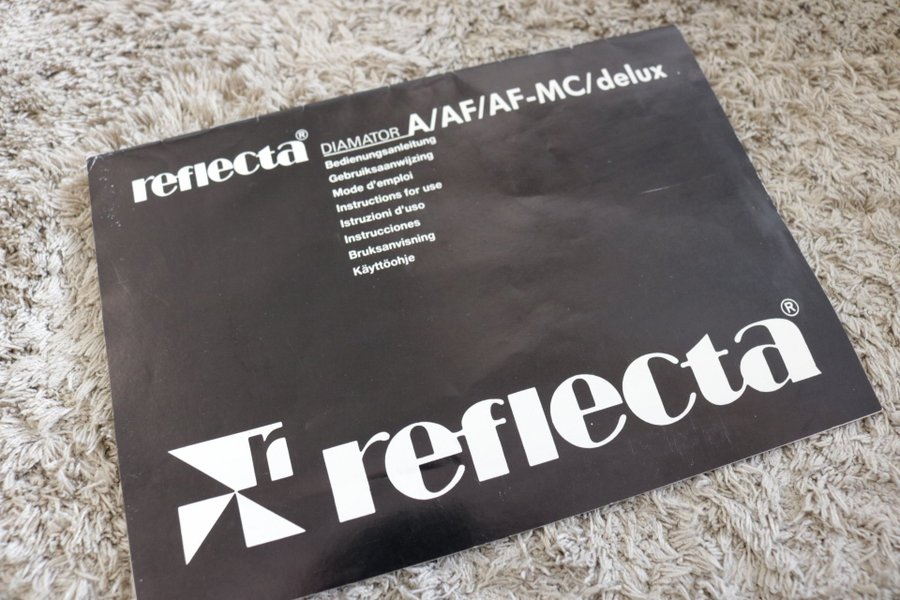 reflecta®
DIAMATOR A/AF/AF-MC/delux
Bedienungsanleitung
Gebruiksaanwijzing
Mode d'emploi
Instructions for use
Istruzioni d'uso
Instrucciones
Bruksanvisning
Käyttöohje
r reflecta®